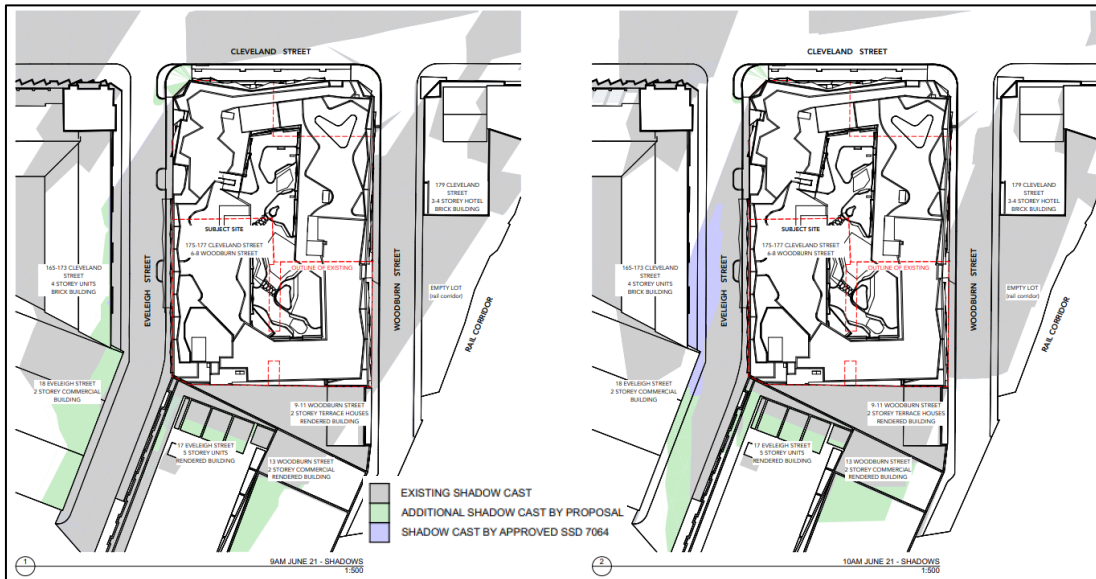 CLEVELAND STREET
179 CLEVELAND
STREET
3-4 STOREY HOTEL
BRICK BUILDING
SUBJECT SITE
175-177 CLEVELAND STREET
6-8 WOODBURN STREET
OUTLINE OF EXISTING
165-173 CLEVELAND
STREET
4 STOREY UNITS
BRICK BUILDING
EVELEIGH STREET
WOODBURN STREET
EMPTY LOT
(rail corridor)
RAIL CORRIDOR
18 EVELEIGH STREET
2 STOREY COMMERCIAL
BUILDING
9-11 WOODBURN STREET
2 STOREY TERRACE HOUSES
RENDERED BUILDING
17 EVELEIGH STREET
5 STOREY UNITS
RENDERED BUILDING
13 WOODBURN STREET
2 STOREY COMMERCIAL
RENDERED BUILDING
1
9AM JUNE 21 - SHADOWS
1:500
EXISTING SHADOW CAST
ADDITIONAL SHADOW CAST BY PROPOSAL
SHADOW CAST BY APPROVED SSD 7064
CLEVELAND STREET
179 CLEVELAND
STREET
3-4 STOREY HOTEL
BRICK BUILDING
SUBJECT SITE
175-177 CLEVELAND STREET
6-8 WOODBURN STREET
OUTLINE OF EXISTING
165-173 CLEVELAND
STREET
4 STOREY UNITS
BRICK BUILDING
EVELEIGH STREET
WOODBURN STREET
EMPTY LOT
(rail corridor)
RAIL CORRIDOR
18 EVELEIGH STREET
2 STOREY COMMERCIAL
BUILDING
9-11 WOODBURN STREET
2 STOREY TERRACE HOUSES
RENDERED BUILDING
17 EVELEIGH STREET
5 STOREY UNITS
RENDERED BUILDING
13 WOODBURN STREET
2 STOREY COMMERCIAL
RENDERED BUILDING
2
10AM JUNE 21 - SHADOWS
1:500